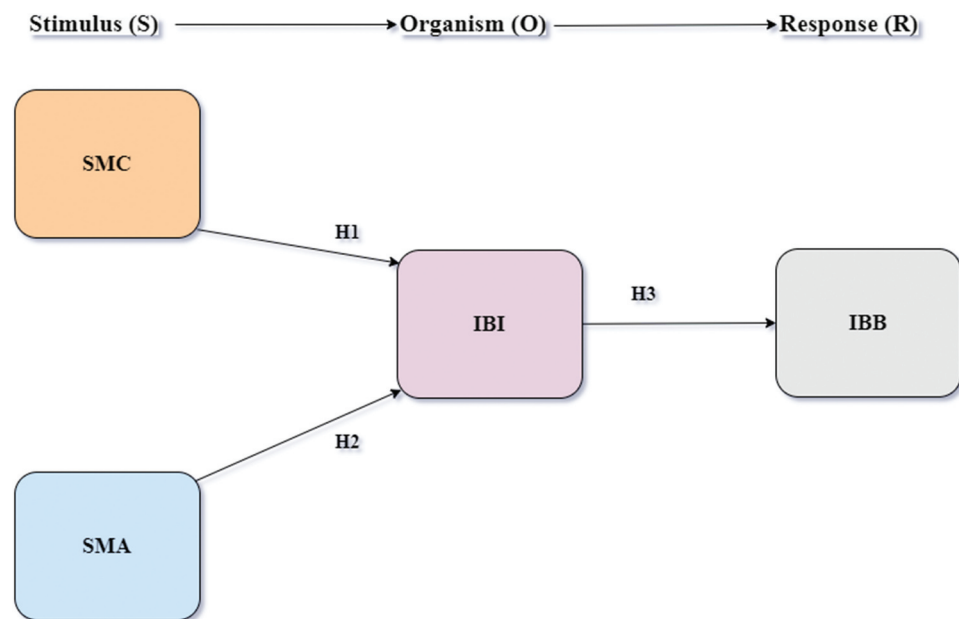 Stimulus (S) Organism (O) Response (R)
SMC
H1
IBI
H3
IBB
H2
SMA